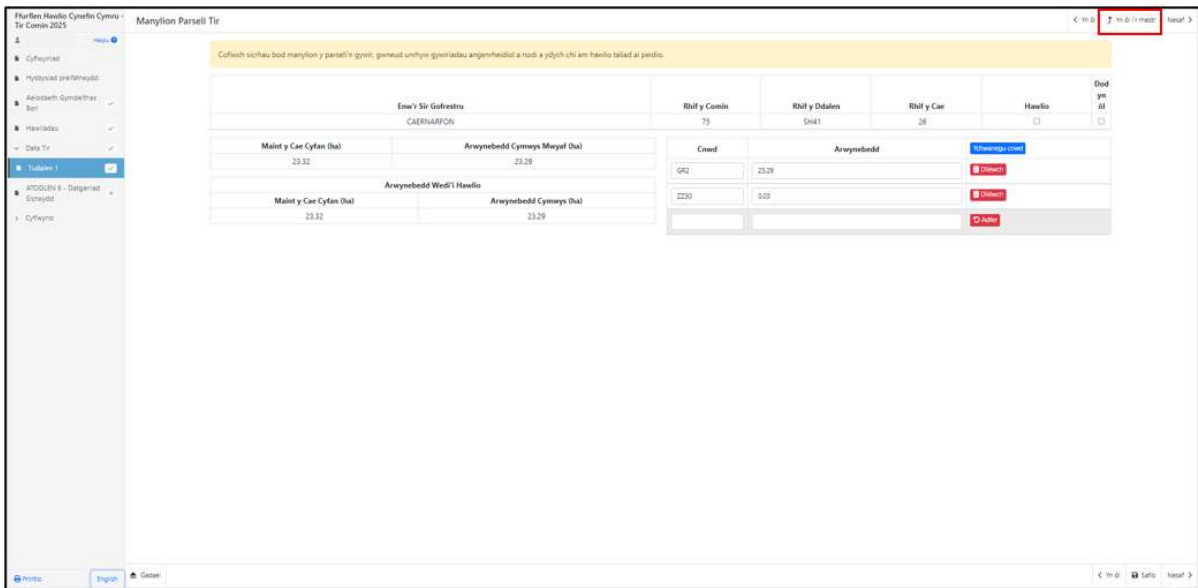 Ffurflen Hawlio Cynefin Cymru - Tir Comin 2025
Manylion Parseli Tir
Yn ôl
Yn ôl i'r rhestr
Nesaf
Helpu
Cyflwyniad
Hysbysiad preifatrwydd
Aelodaeth Gymdeithas Bori
Hawliadau
Data Tir
Tudalen 1
ATODLEN 6 - Datganiad Sicrwydd
Cyflwyno
Cofiwch sicrhau bod manylion y parseli'n gywir, gwneud unrhyw gywiriadau angenrheidiol a nodi a ydych chi am hawlio taliad ai peidio.
Enw'r Sir Gofrestru Rhif y Comin Rhif y Ddalen Rhif y Cae Hawlio Dod yn ôl
CAERNARFON 75 SH41 26
Maint y Cae Cyfan (ha) Arwynebedd Cymwys Mwyaf (ha)
23.32 23.29
Arwynebedd Wedi'i Hawlio
Maint y Cae Cyfan (ha) Arwynebedd Cymwys (ha)
23.32 23.29
Cnwd Arwynebedd Ychwanegu cnwd
GR2 23.29 Dilëwch
ZZ30 0.03 Dilëwch
Adfer
Printio
English
Gadael
Yn ôl
Safio
Nesaf